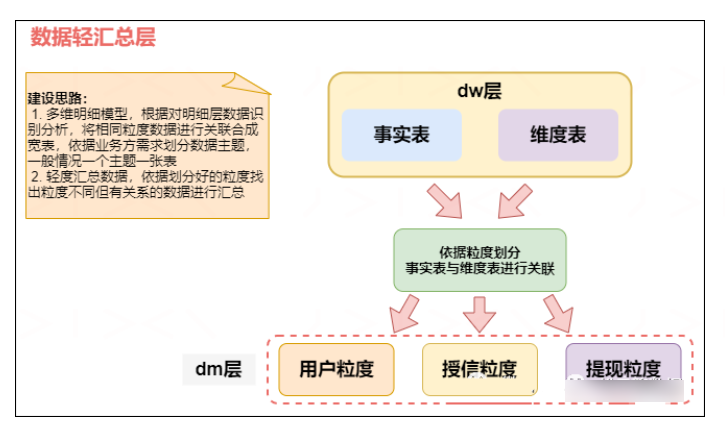 数据轻汇总层
建设思路：
1. 多维明细模型，根据对明细层数据识
别分析，将相同粒度数据进行关联合成
宽表，依据业务方需求划分数据主题，
一般情况一个主题一张表
2. 轻度汇总数据，依据划分好的粒度找
出粒度不同但有关系的数据进行汇总
dw层
事实表
维度表
依据粒度划分
事实表与维度表进行关联
dm层
用户粒度
授信粒度
提现粒度